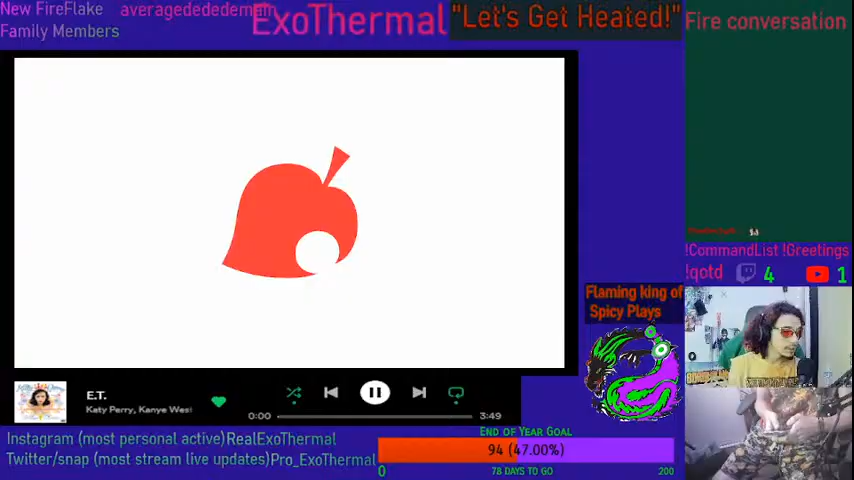 New FireFlake
Family Members
averagedededemain
ExoThermal
"Let's Get Heated!"
Fire conversation
!CommandList !Greetings
!qotd
4
1
Flaming king of
Spicy Plays
E.T.
Katy Perry, Kanye West
0:00
3:49
Instagram (most personal active)RealExoThermal
Twitter/snap (most stream live updates)Pro_ExoThermal
End of Year Goal
94 (47.00%)
0
78 DAYS TO GO
200